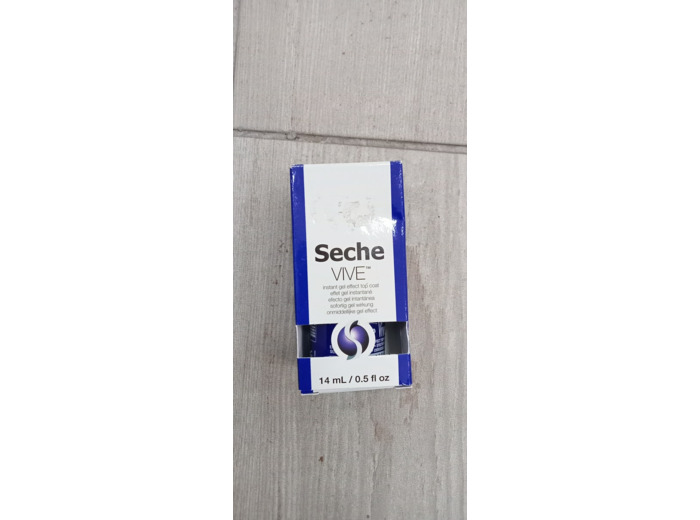 Seche
VIVE™
instant gel effect top coat
effet gel instantané
efecto gel intantánea
sofortig gel wirkung
onmiddellijke gel effect
14 mL / 0.5 fl oz